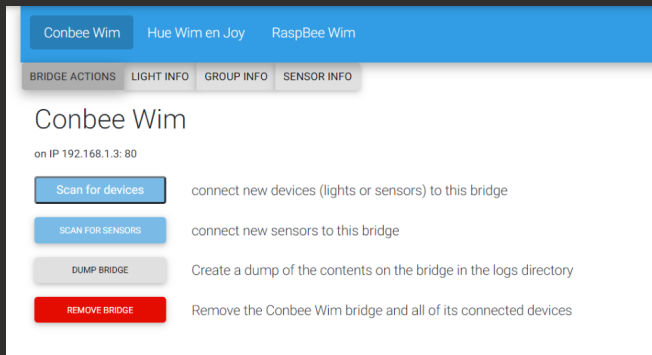 Conbee Wim Hue Wim en Joy RaspBee Wim
BRIDGE ACTIONS LIGHT INFO GROUP INFO SENSOR INFO
Conbee Wim
on IP 192.168.1.3: 80
Scan for devices connect new devices (lights or sensors) to this bridge
SCAN FOR SENSORS connect new sensors to this bridge
DUMP BRIDGE Create a dump of the contents on the bridge in the logs directory
REMOVE BRIDGE Remove the Conbee Wim bridge and all of its connected devices